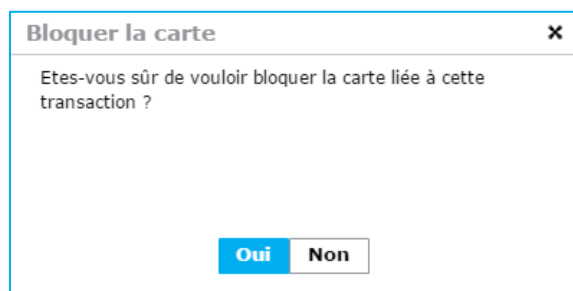 Bloquer la carte
Etes-vous sûr de vouloir bloquer la carte liée à cette
transaction ?
Oui Non